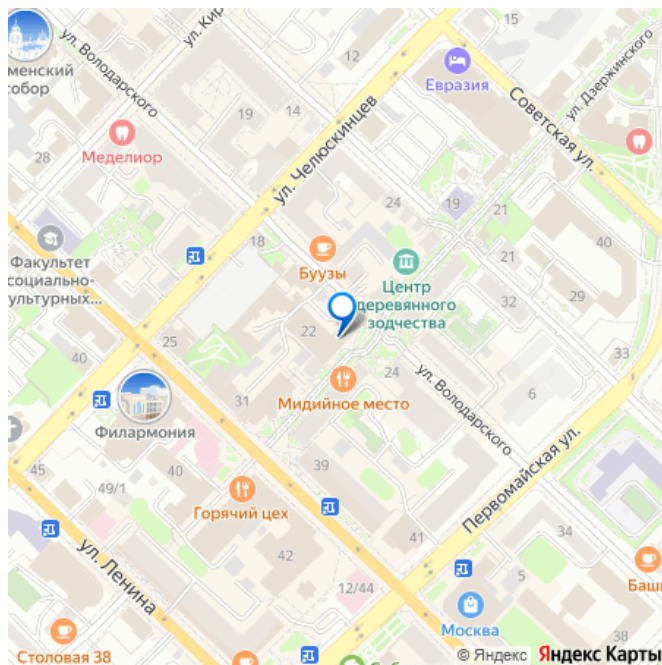 ул. Кир
15
12
Евразия
ул. Дзержинского
менский
собор
ул. Володарского
19
14
Советская ул.
Меделиор
ул. Челюскинцев
28
24
19
21
21
40
Факультет
социально-
ультурных...
18
Буузы
Центр
деревянного
зодчества
32
29
22
25
33
40
24
ул. Володарского
6
31
Мидийное место
Филармония
45
40
39
Первомайская ул.
49/1
Горячий цех
34
41
ул. Ленина
42
5
Баш
12/44
Москва
38
Столовая 38
© Яндекс Яндекс Карты